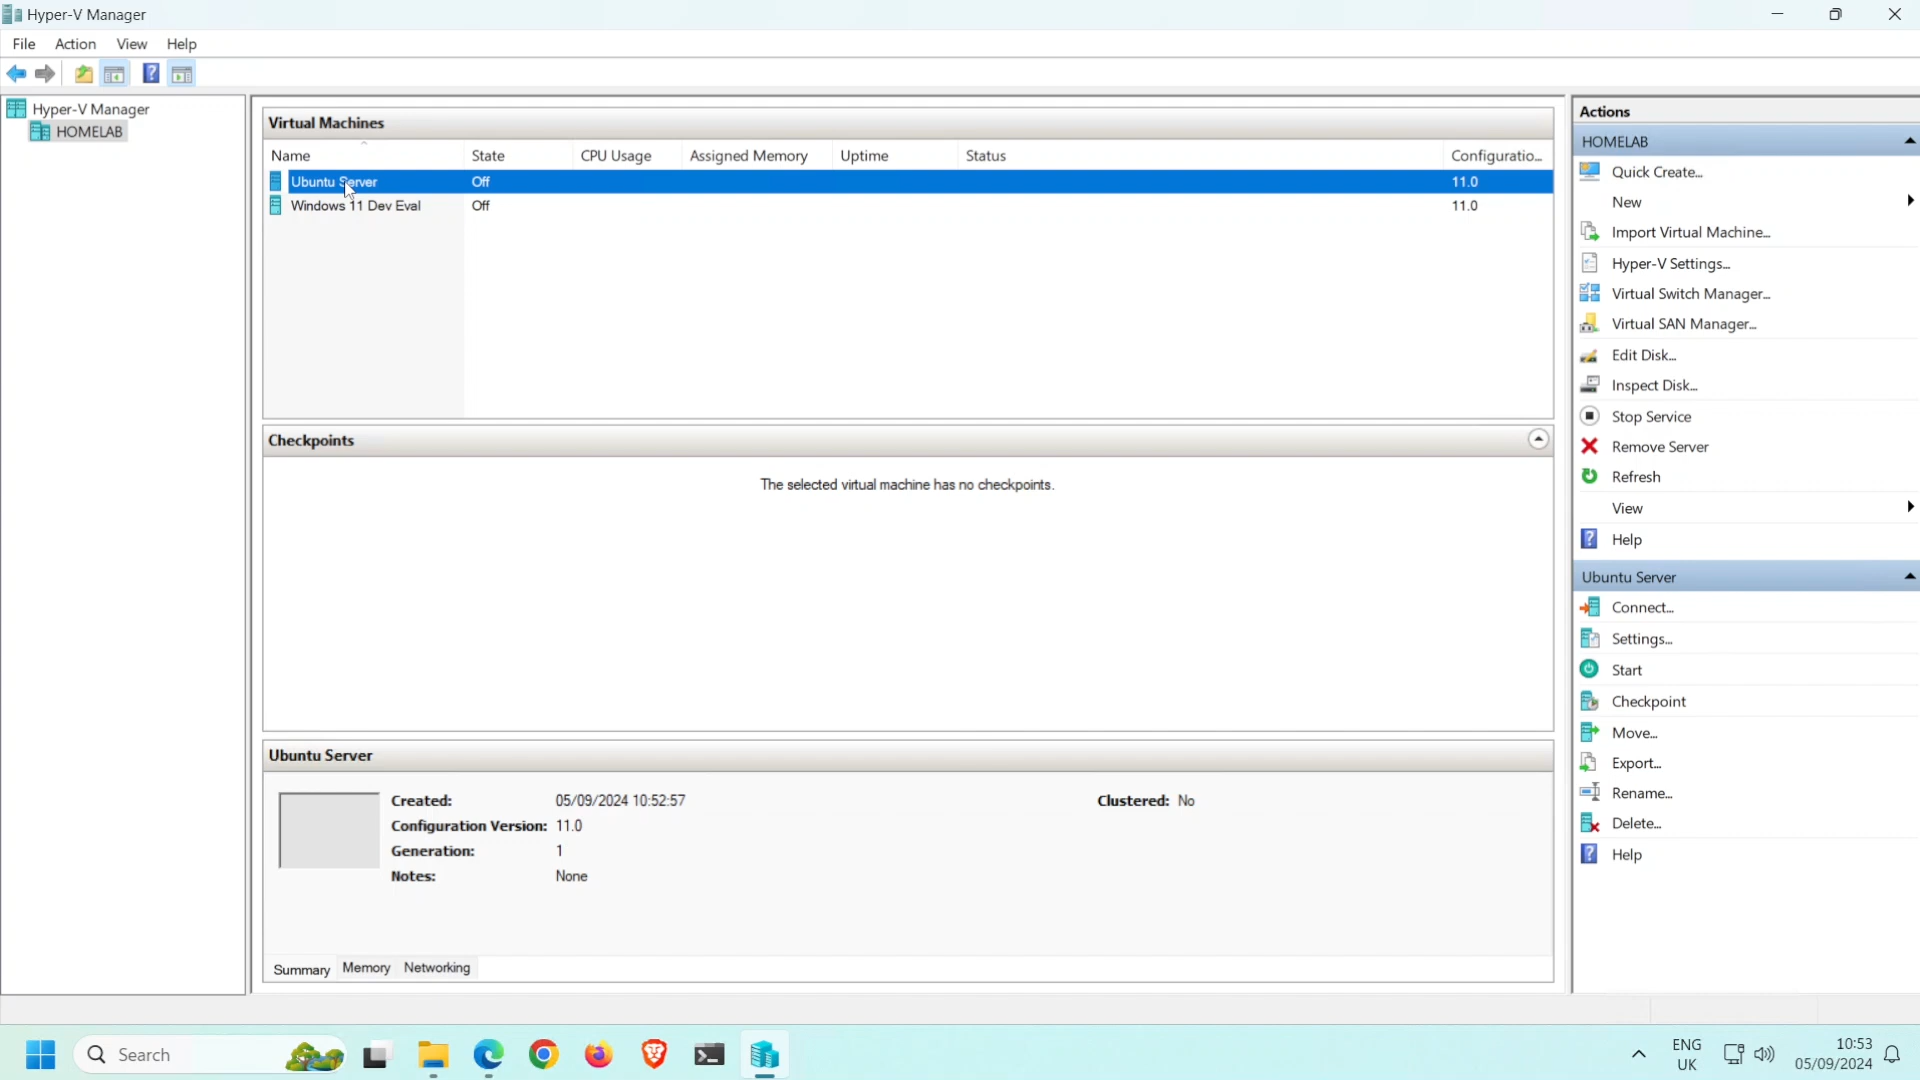 Hyper-V Manager
File Action View Help
Hyper-V Manager
HOMELAB
Virtual Machines
Name State CPU Usage Assigned Memory Uptime Status Configuratio...
Ubuntu Server Off 11.0
Windows 11 Dev Eval Off 11.0
Checkpoints
The selected virtual machine has no checkpoints.
Ubuntu Server
Created: 05/09/2024 10:52:57 Clustered: No
Configuration Version: 11.0
Generation: 1
Notes: None
Summary Memory Networking
Actions
HOMELAB
Quick Create...
New
Import Virtual Machine...
Hyper-V Settings...
Virtual Switch Manager...
Virtual SAN Manager...
Edit Disk...
Inspect Disk...
Stop Service
Remove Server
Refresh
View
Help
Ubuntu Server
Connect...
Settings...
Start
Checkpoint
Move...
Export...
Rename...
Delete...
Help
Search
ENG
UK
10:53
05/09/2024